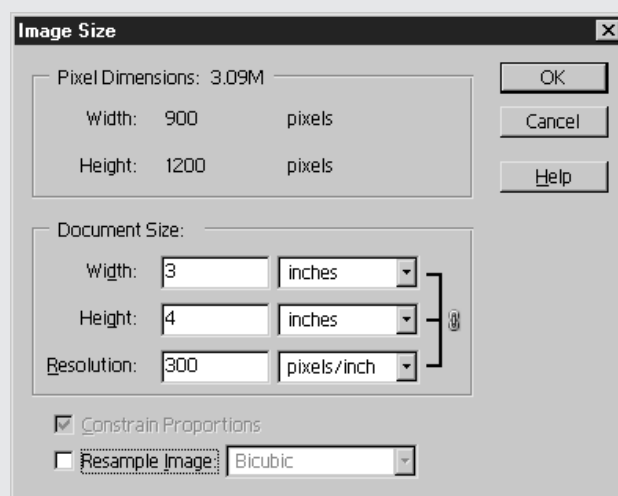 Image Size
Pixel Dimensions: 3.09M
OK
Width: 900 pixels
Cancel
Height: 1200 pixels
Help
Document Size:
Width: 3 inches
Height: 4 inches
Resolution: 300 pixels/inch
Constrain Proportions
Resample Image: Bicubic